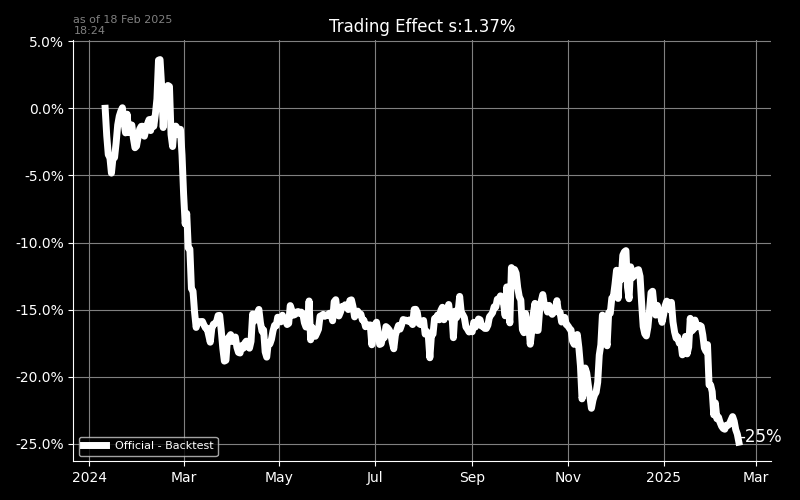 as of 18 Feb 2025
18:24
Trading Effect s:1.37%
5.0%
0.0%
-5.0%
-10.0%
-15.0%
-20.0%
-25.0%
-25%
Official - Backtest
2024 Mar May Jul Sep Nov 2025 Mar